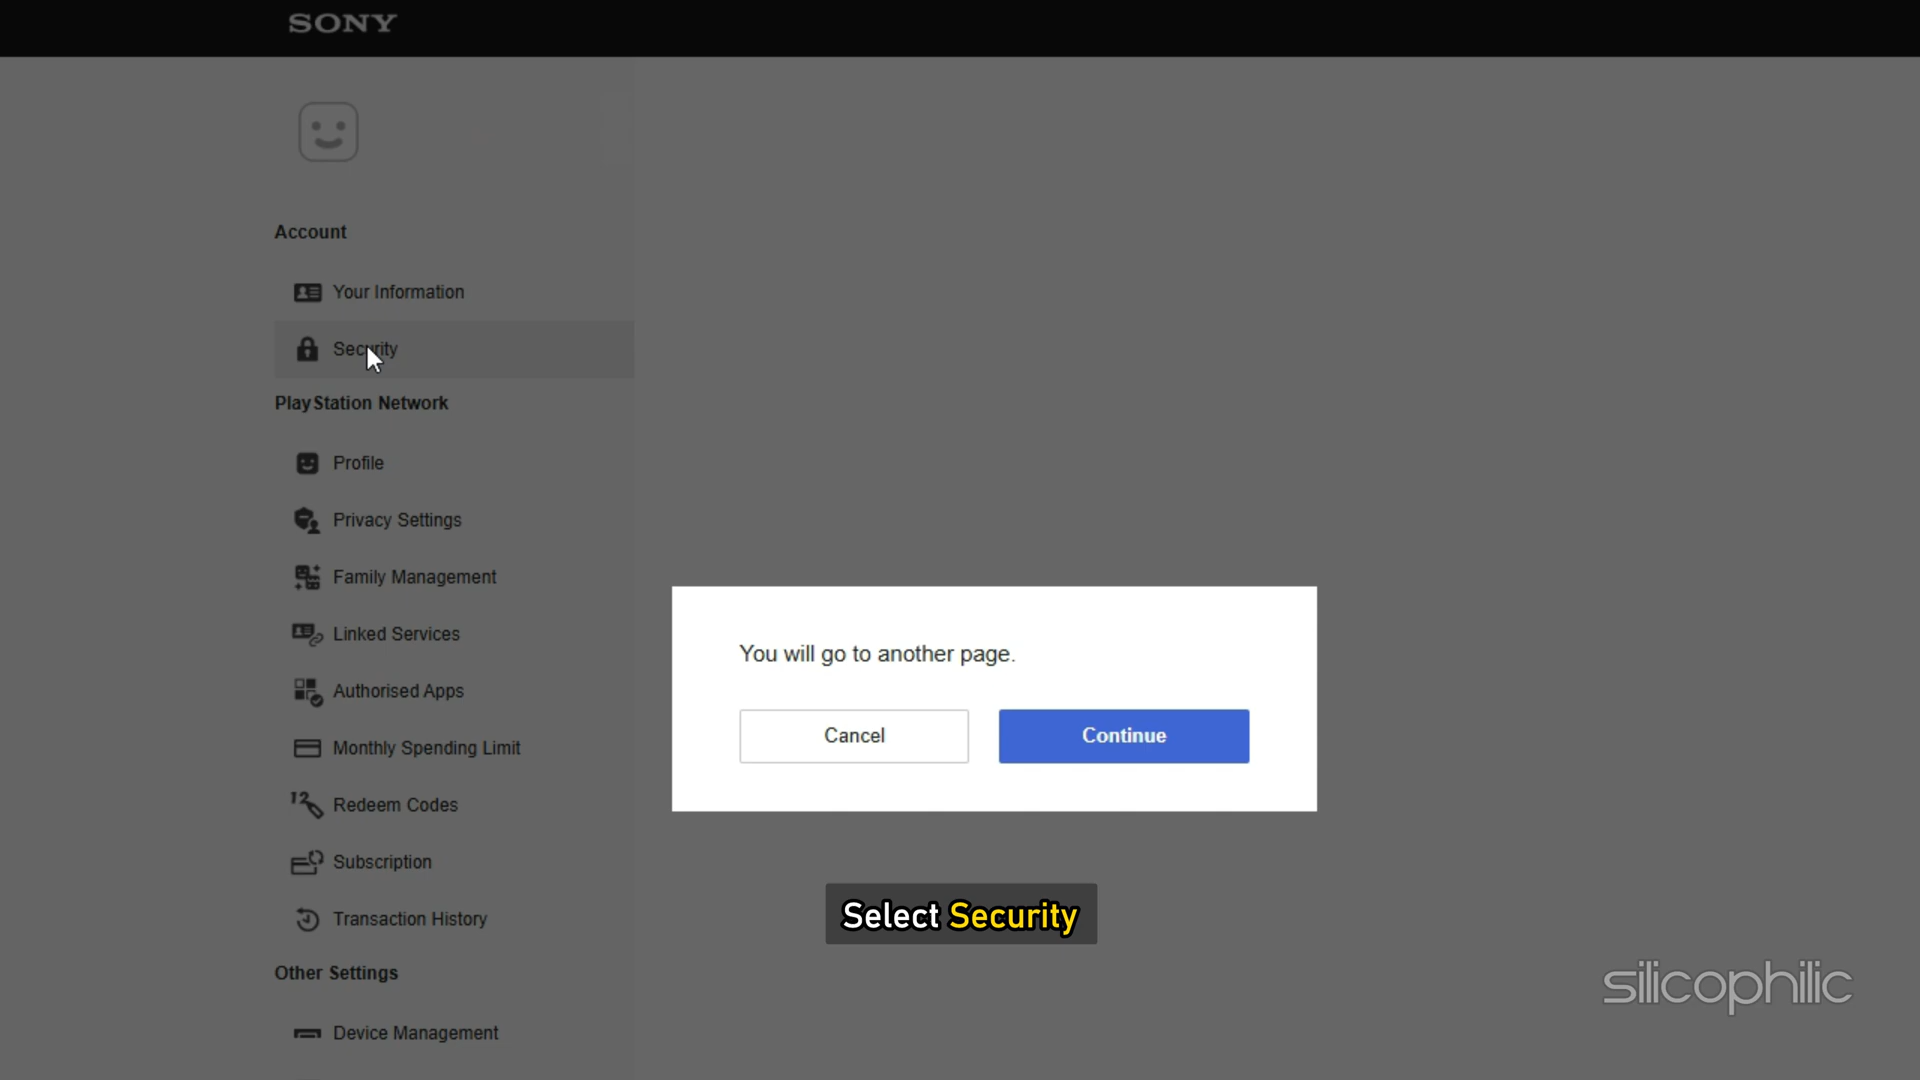 SONY
Account
Your Information
Security
PlayStation Network
Profile
Privacy Settings
Family Management
Linked Services
Authorised Apps
Monthly Spending Limit
Redeem Codes
Subscription
Transaction History
Other Settings
Device Management
You will go to another page.
Cancel
Continue
Select Security
silicophilic